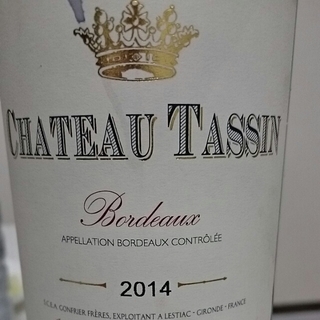 CHATEAU TASSIN
Bordeaux
APPELLATION BORDEAUX CONTRÔLÉE
2014
S.C.E.A. GONFRIER FRÈRES, EXPLOITANT A LESTIAC - GIRONDE - FRANCE